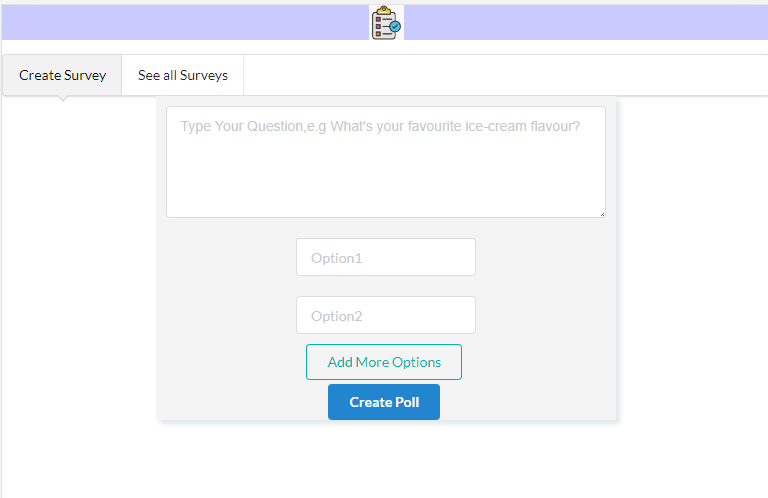 Create Survey
See all Surveys
Type Your Question,e.g What's your favourite ice-cream flavour?
Option1
Option2
Add More Options
Create Poll